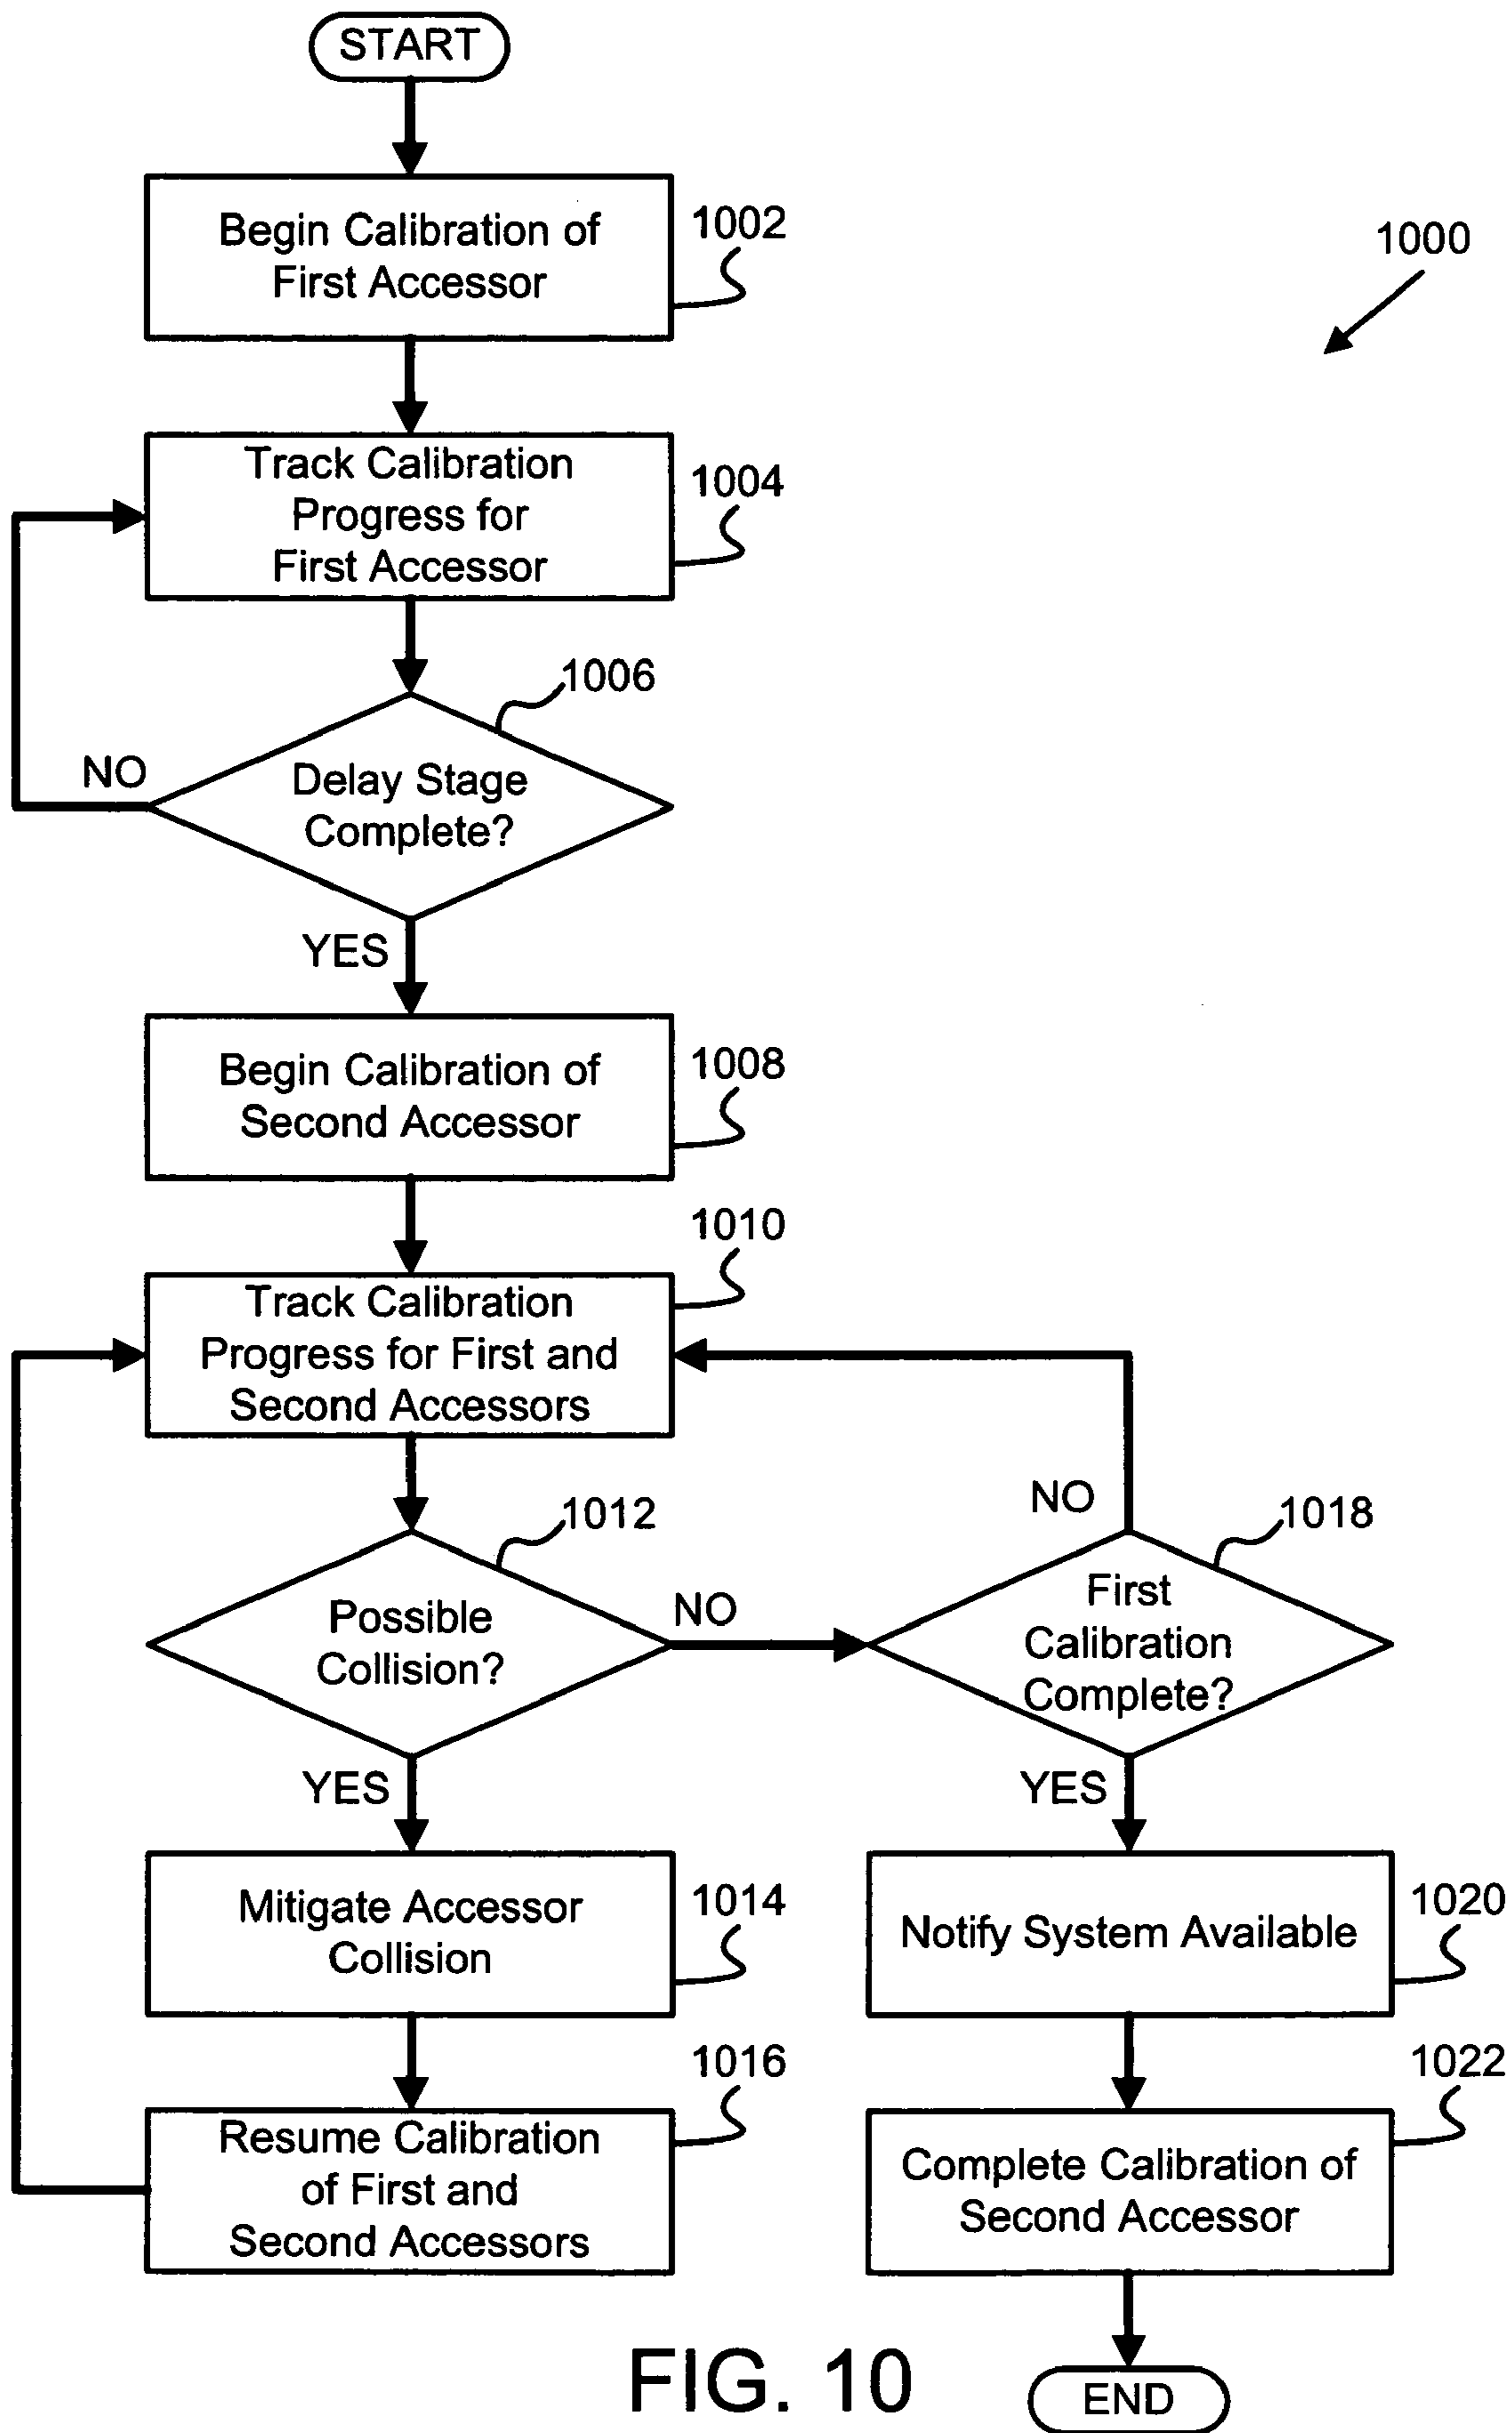 START
Begin Calibration of
First Accessor
1002
1000
Track Calibration
Progress for
First Accessor
1004
1006
Delay Stage
Complete?
NO
YES
Begin Calibration of
Second Accessor
1008
1010
Track Calibration
Progress for First and
Second Accessors
1012
Possible
Collision?
NO
YES
NO
1018
First
Calibration
Complete?
YES
Mitigate Accessor
Collision
1014
Notify System Available
1020
1016
Resume Calibration
of First and
Second Accessors
1022
Complete Calibration of
Second Accessor
FIG. 10
END